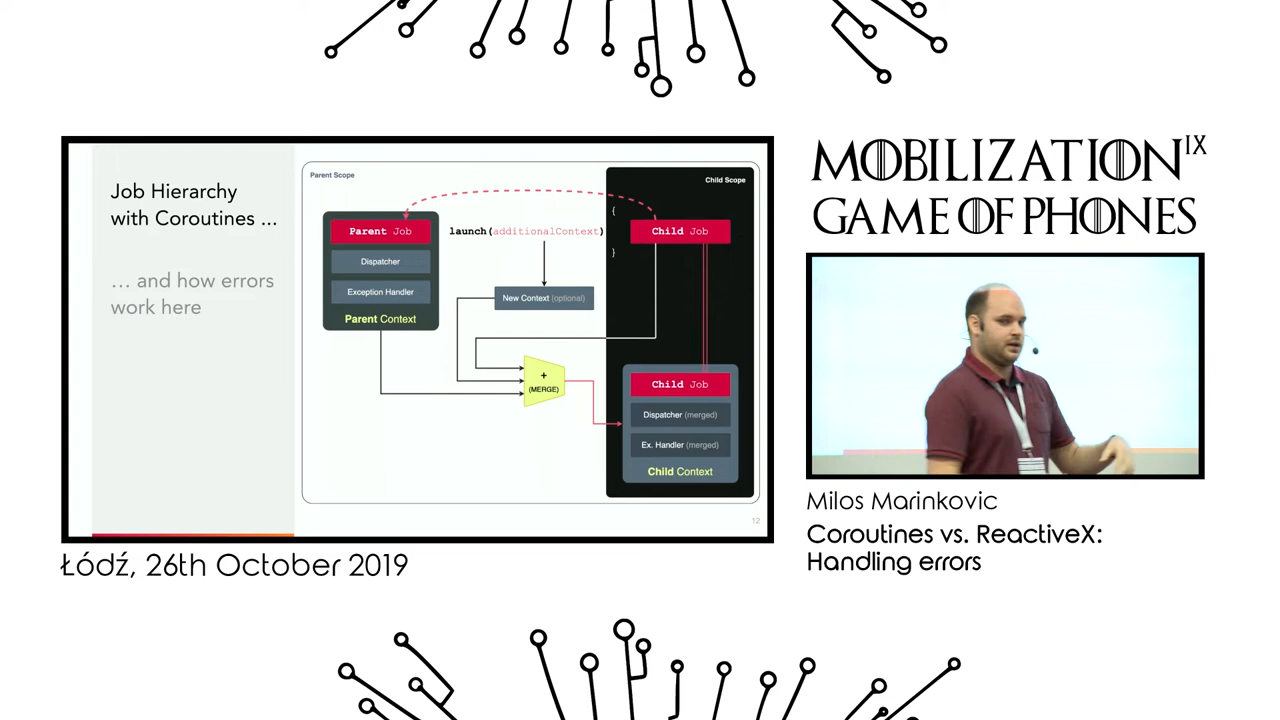 Job Hierarchy
with Coroutines ...
... and how errors
work here
Parent Scope
Child Scope
Parent Job
Dispatcher
Exception Handler
Parent Context
launch(additionalContext)
{
}
Child Job
New Context (optional)
+
(MERGE)
Child Job
Dispatcher (merged)
Ex. Handler (merged)
Child Context
12
Łódź, 26th October 2019
MOBILIZATION IX
GAME OF PHONES
Milos Marinkovic
Coroutines vs. ReactiveX:
Handling errors